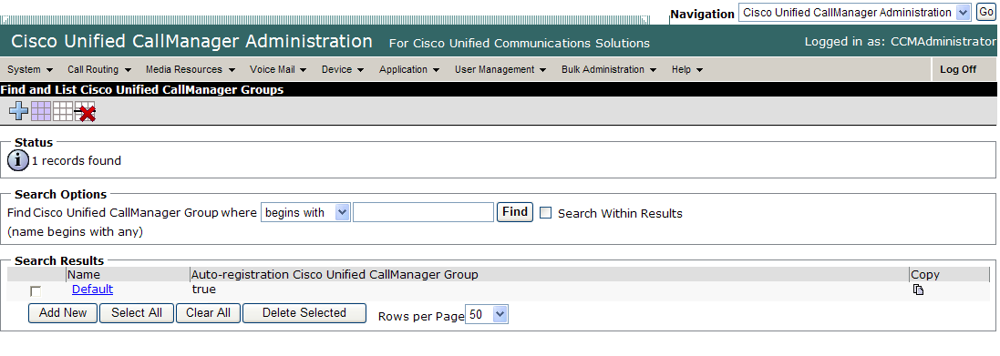 Navigation Cisco Unified CallManager Administration Go
Cisco Unified CallManager Administration For Cisco Unified Communications Solutions Logged in as: CCMAdministrator
System Call Routing Media Resources Voice Mail Device Application User Management Bulk Administration Help Log Off
Find and List Cisco Unified CallManager Groups
Status
i 1 records found
Search Options
Find Cisco Unified CallManager Group where begins with Find Search Within Results
(name begins with any)
Search Results
Name Auto-registration Cisco Unified CallManager Group Copy
Default true
Add New Select All Clear All Delete Selected Rows per Page 50